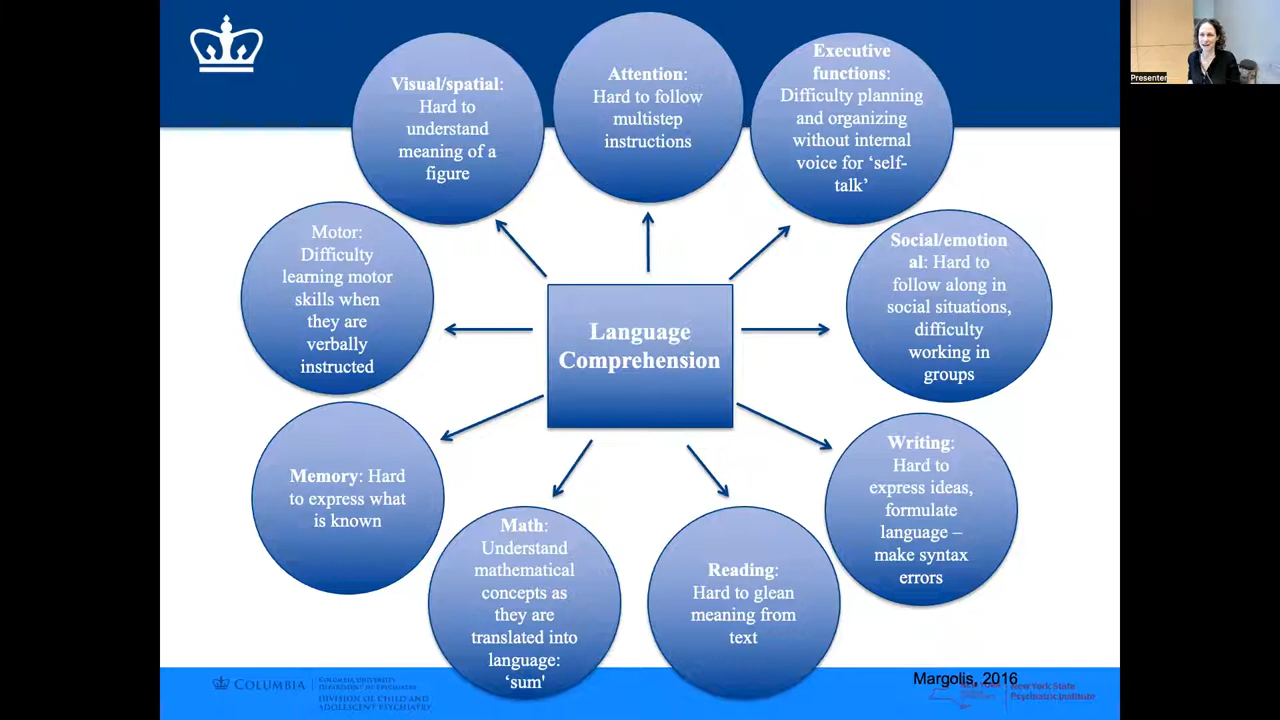 Visual/spatial:
Hard to
understand
meaning of a
figure
Attention:
Hard to follow
multistep
instructions
Executive
functions:
Difficulty planning
and organizing
without internal
voice for ‘self-
talk’
Presenter
Motor:
Difficulty
learning motor
skills when
they are
verbally
instructed
Language
Comprehension
Social/emotion
al: Hard to
follow along in
social situations,
difficulty
working in
groups
Memory: Hard
to express what
is known
Math:
Understand
mathematical
concepts as
they are
translated into
language:
‘sum'
Reading:
Hard to glean
meaning from
text
Writing:
Hard to
express ideas,
formulate
language –
make syntax
errors
COLUMBIA
COLUMBIA UNIVERSITY
DEPARTMENT OF PSYCHIATRY
DIVISION OF CHILD AND
ADOLESCENT PSYCHIATRY
Margolis, 2016
New York State
Psychiatric Institute